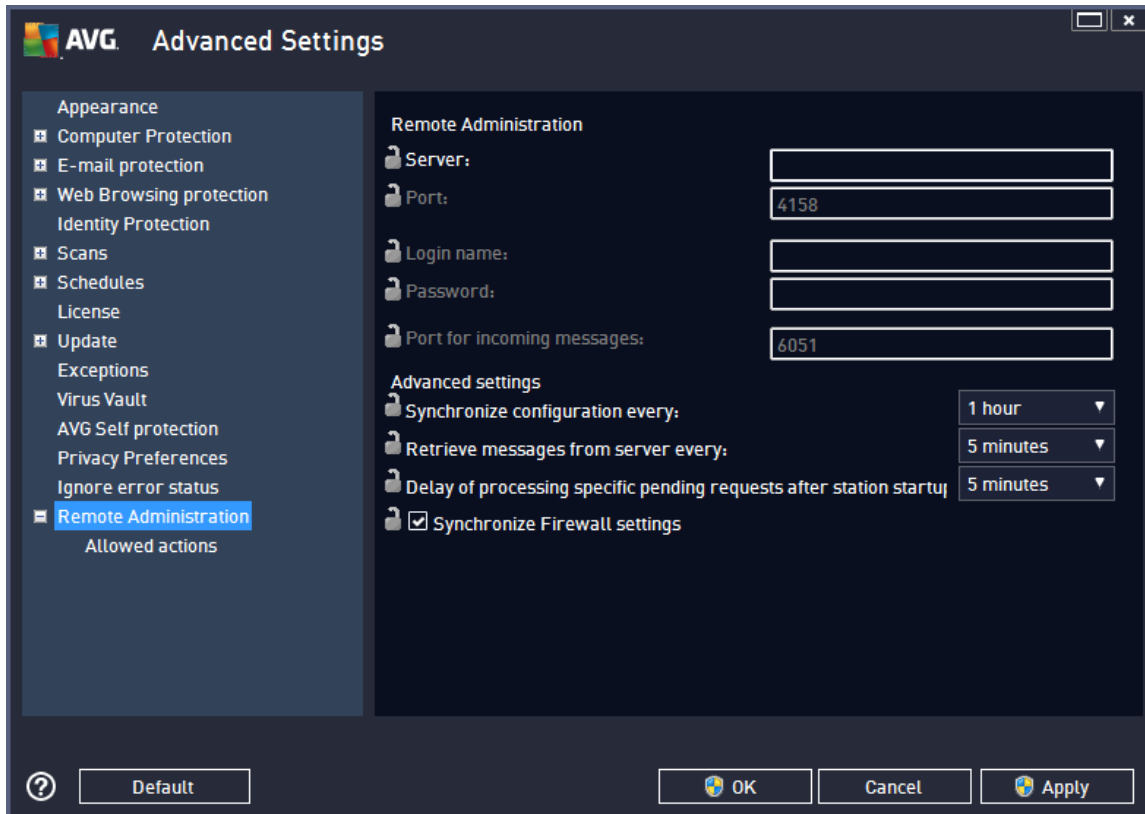 AVG. Advanced Settings
Appearance
Computer Protection
E-mail protection
Web Browsing protection
Identity Protection
Scans
Schedules
License
Update
Exceptions
Virus Vault
AVG Self protection
Privacy Preferences
Ignore error status
Remote Administration
Allowed actions
Remote Administration
Server:
Port: 4158
Login name:
Password:
Port for incoming messages: 6051
Advanced settings
Synchronize configuration every: 1 hour
Retrieve messages from server every: 5 minutes
Delay of processing specific pending requests after station startup 5 minutes
Synchronize Firewall settings
? Default OK Cancel Apply